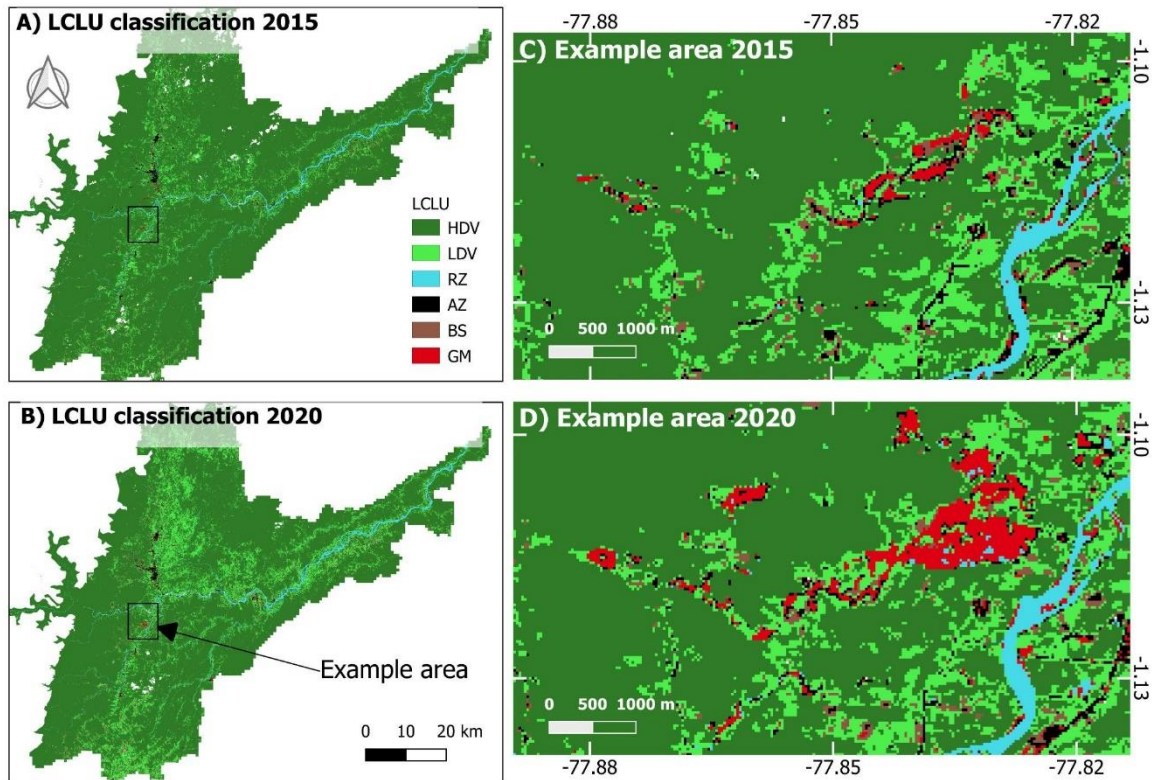 A) LCLU classification 2015
LCLU
HDV
LDV
RZ
AZ
BS
GM
-77.88
-77.85
-77.82
C) Example area 2015
-1.10
-1.13
0 500 1000 m
B) LCLU classification 2020
Example area
0 10 20 km
D) Example area 2020
-1.10
-1.13
0 500 1000 m
-77.88
-77.85
-77.82